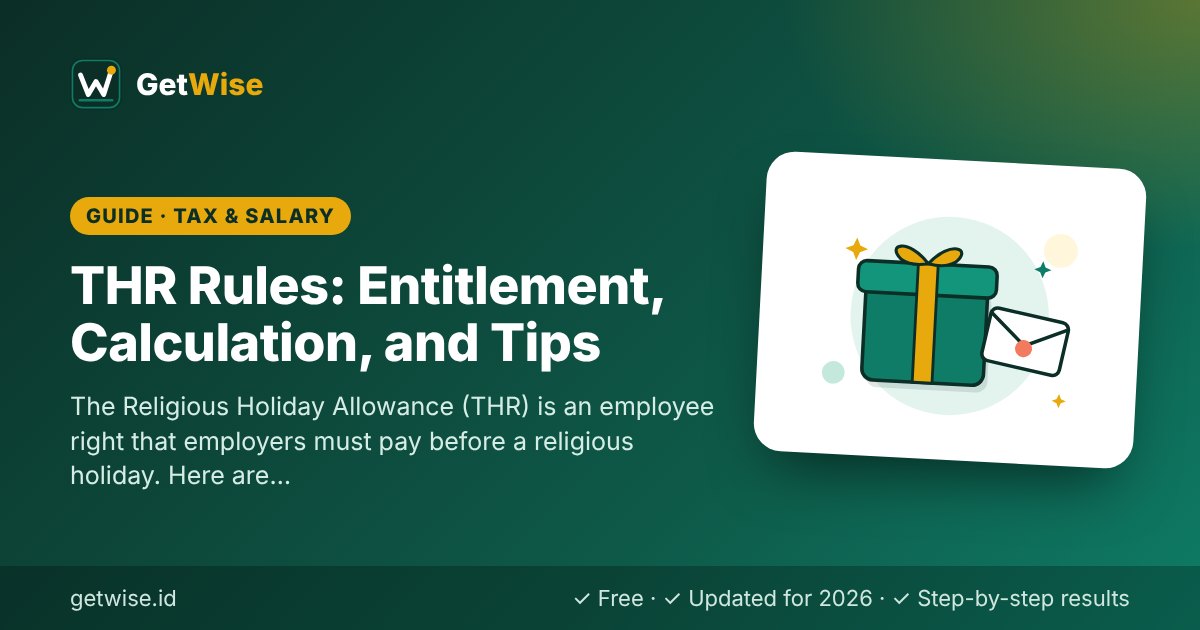 GetWise
GUIDE · TAX & SALARY
THR Rules: Entitlement,
Calculation, and Tips
The Religious Holiday Allowance (THR) is an employee
right that employers must pay before a religious
holiday. Here are...
getwise.id
✓ Free · ✓ Updated for 2026 · ✓ Step-by-step results